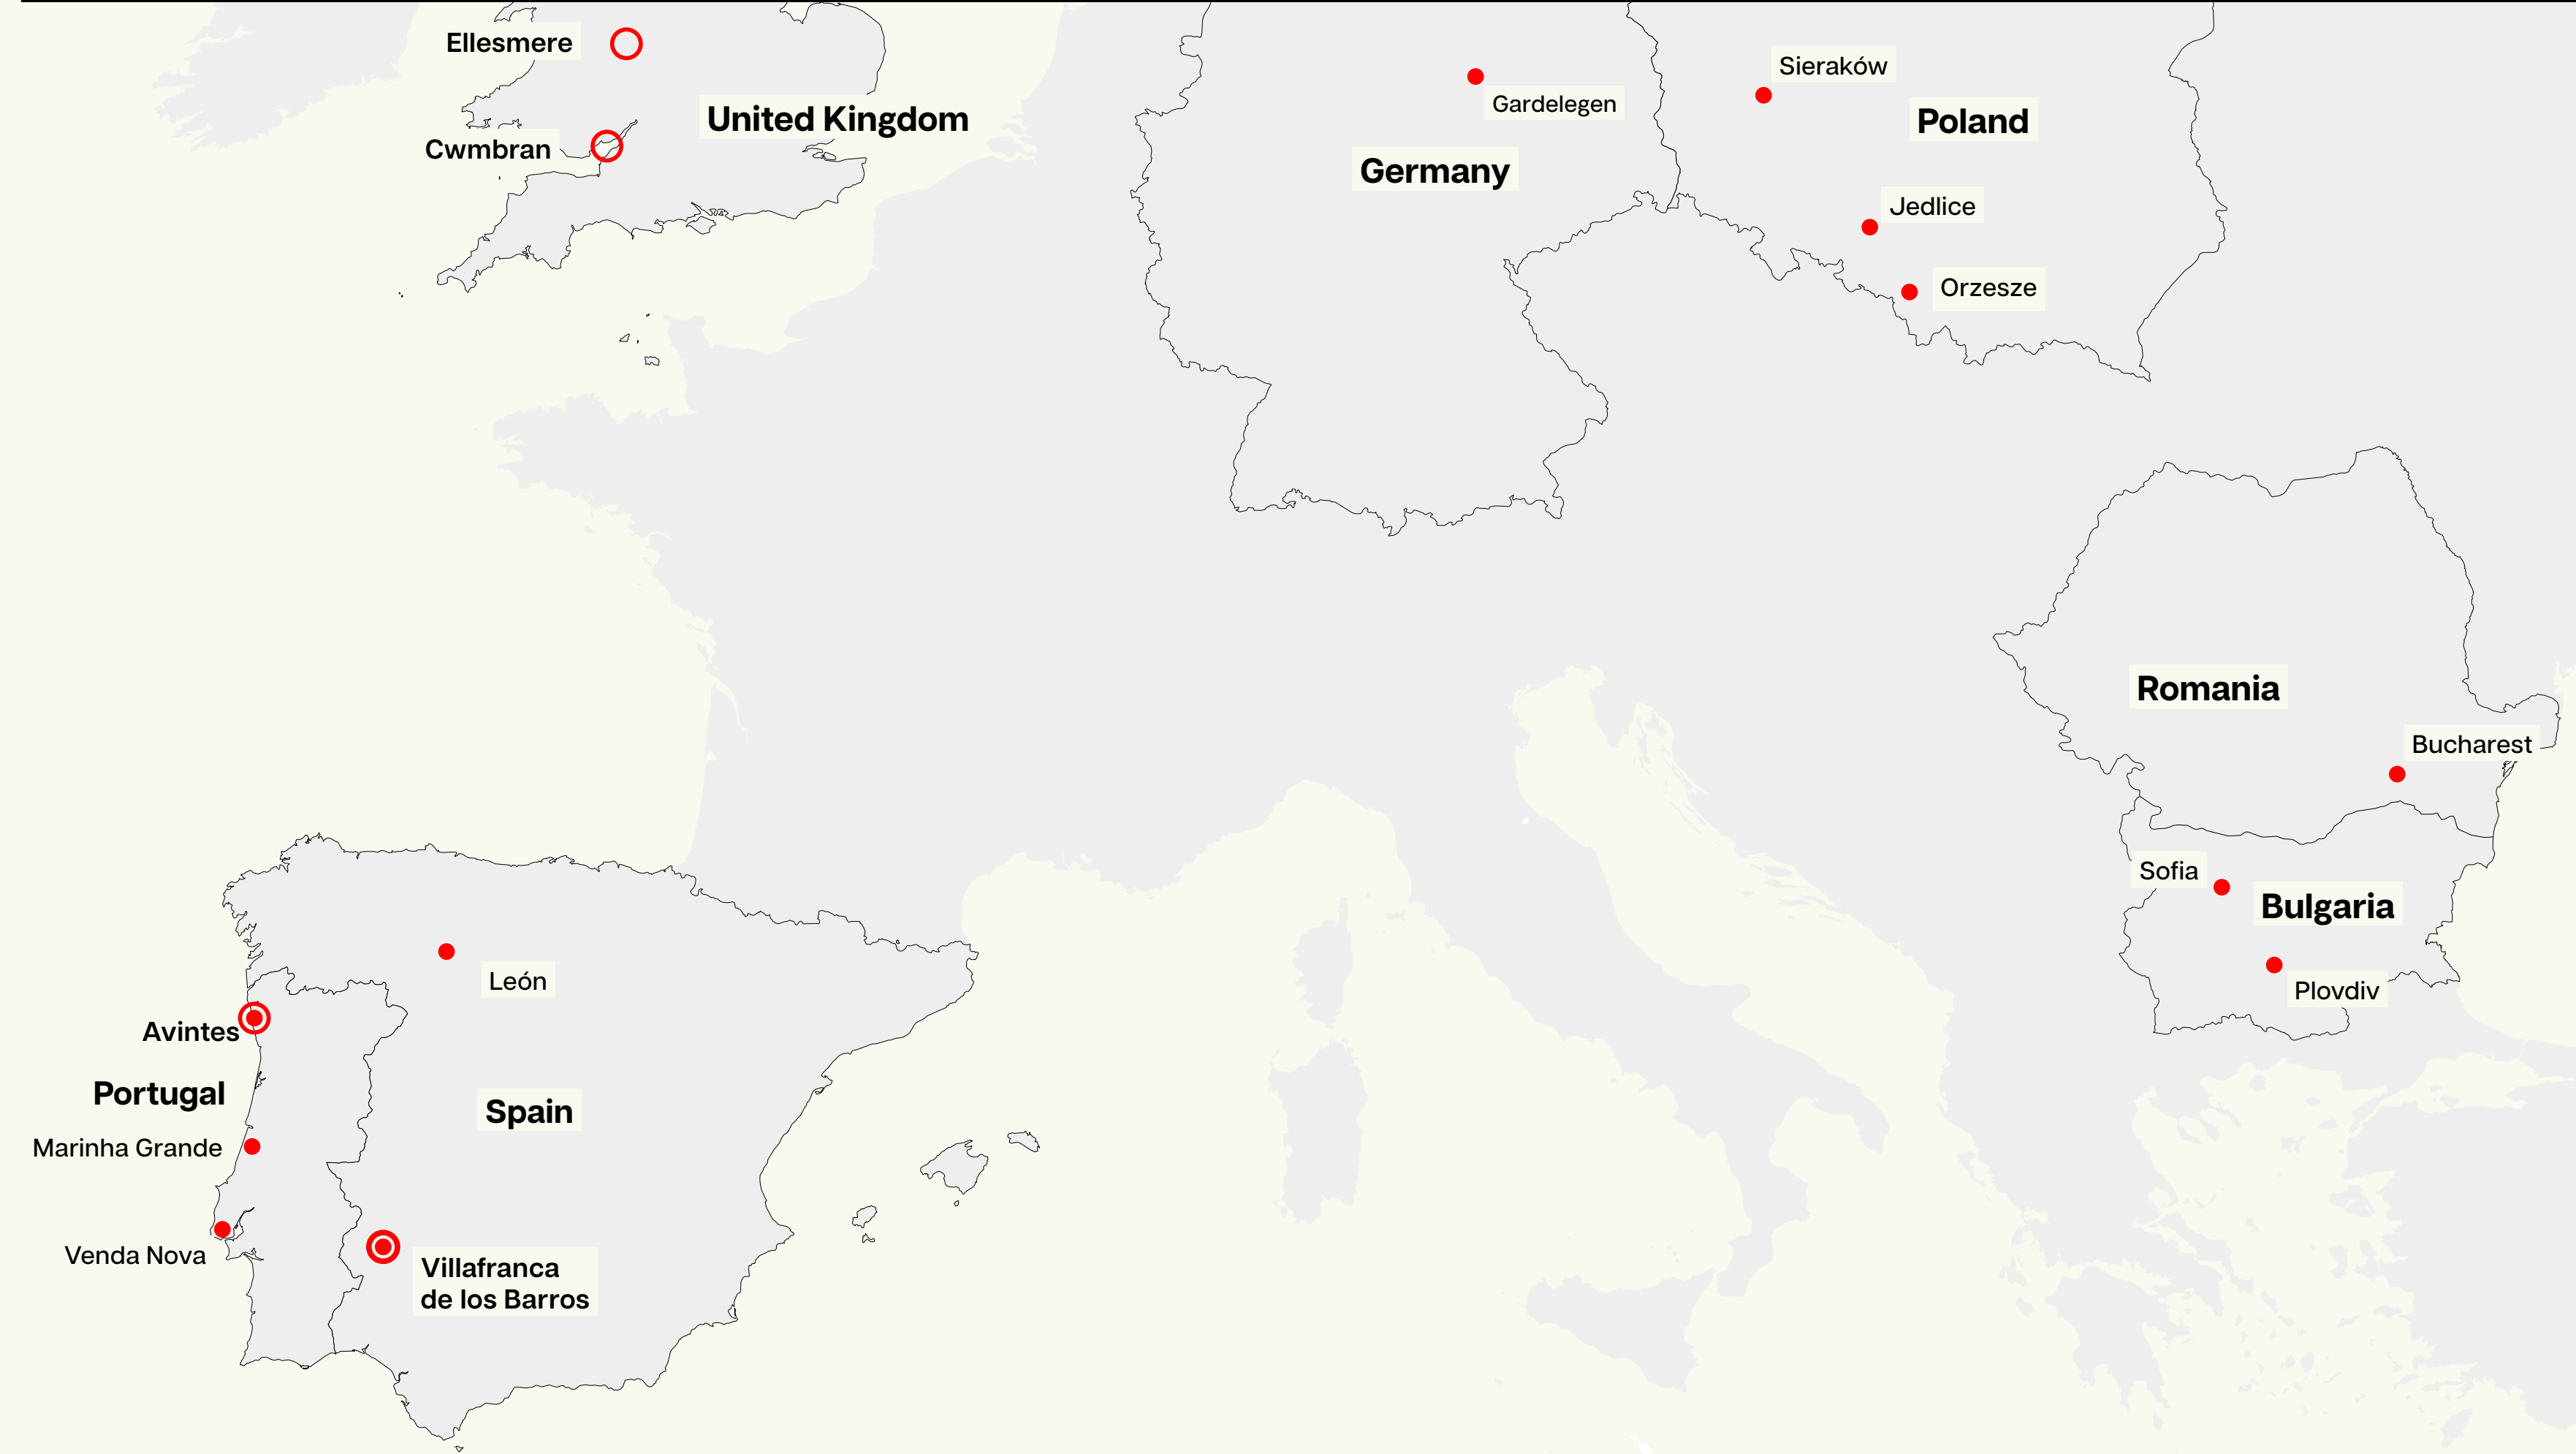 Ellesmere
Cwmbran
United Kingdom
Gardelegen
Germany
Sieraków
Poland
Jedlice
Orzesze
Romania
Bucharest
Sofia
Bulgaria
Plovdiv
León
Avintes
Portugal
Spain
Marinha Grande
Venda Nova
Villafranca
de los Barros